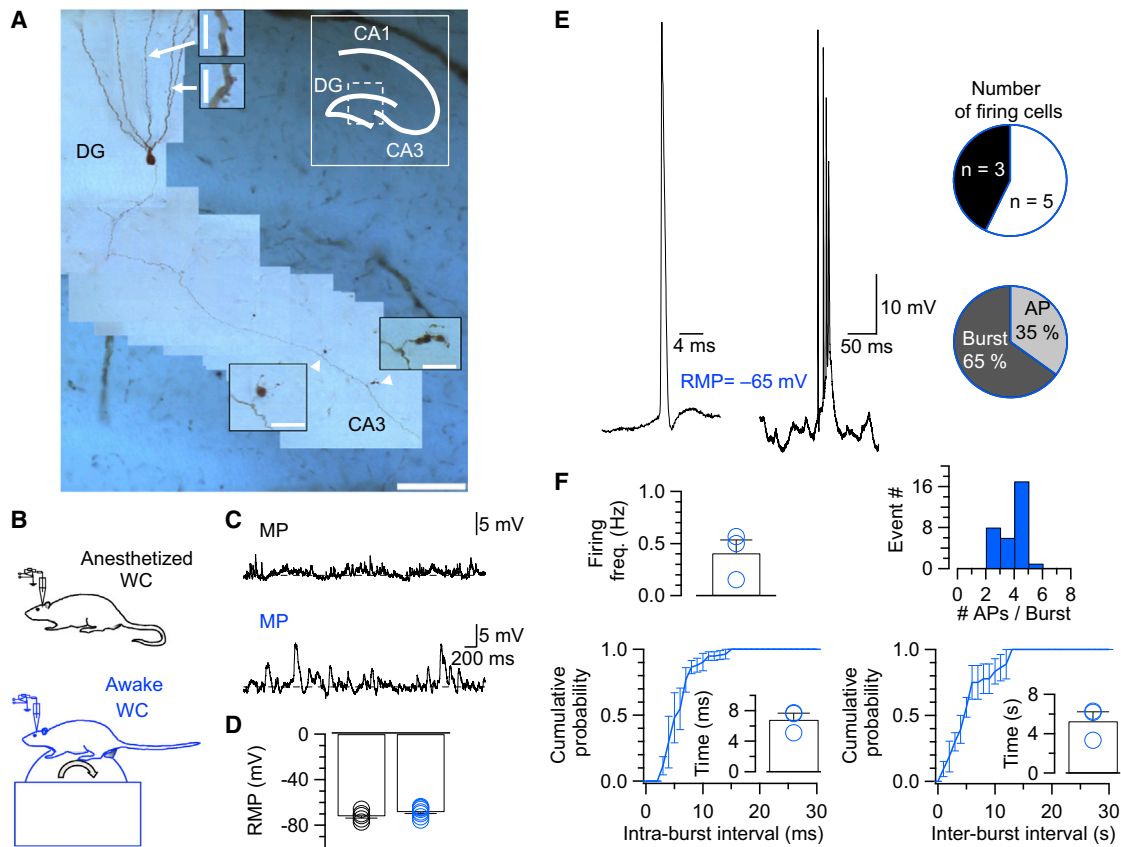 A
CA1
DG
CA3
DG
CA3
B
Anesthetized
WC
Awake
WC
C
MP
5 mV
MP
5 mV
200 ms
D
RMP (mV)
0
-40
-80
E
4 ms
RMP= –65 mV
50 ms
10 mV
Number
of firing cells
n = 3
n = 5
AP
35 %
Burst
65 %
F
Firing
freq. (Hz)
1.0
0.5
0.0
Event #
16
8
0
0 2 4 6 8
# APs / Burst
Cumulative
probability
1.0
0.5
0.0
0 10 20 30
Intra-burst interval (ms)
Time (ms)
8
4
0
Cumulative
probability
1.0
0.5
0.0
0 10 20 30
Inter-burst interval (s)
Time (s)
8
4
0